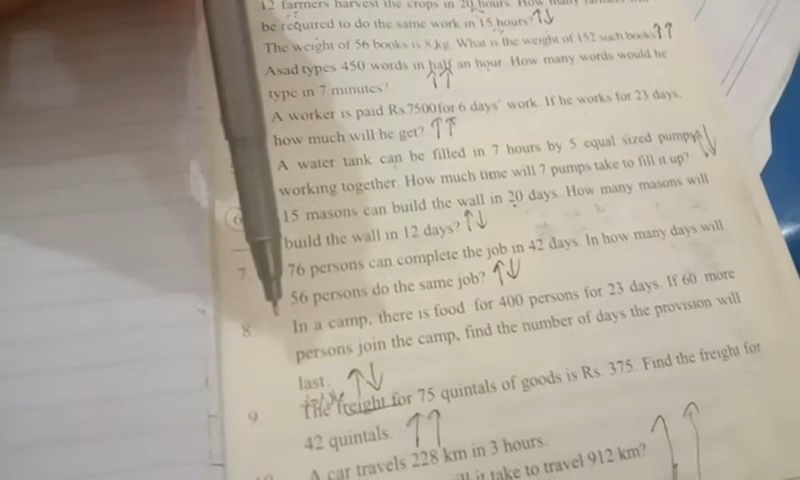 12 farmers harvest the crops in 20 hours. How many farmers
be required to do the same work in 15 hours? ↑↓
The weight of 56 books is 8 kg. What is the weight of 152 such books? ↑↑
Asad types 450 words in half an hour. How many words would he
type in 7 minutes? ↑↑
A worker is paid Rs.7500 for 6 days' work. If he works for 23 days,
how much will he get? ↑↑
A water tank can be filled in 7 hours by 5 equal sized pumps ↑↓
working together. How much time will 7 pumps take to fill it up?
6 15 masons can build the wall in 20 days. How many masons will
build the wall in 12 days? ↑↓
7. 76 persons can complete the job in 42 days. In how many days will
56 persons do the same job? ↑↓
8. In a camp, there is food for 400 persons for 23 days. If 60 more
persons join the camp, find the number of days the provision will
last. ↑↓
9 The freight for 75 quintals of goods is Rs. 375. Find the freight for
42 quintals. ↑↑
10 A car travels 228 km in 3 hours. ↑↑
it take to travel 912 km?